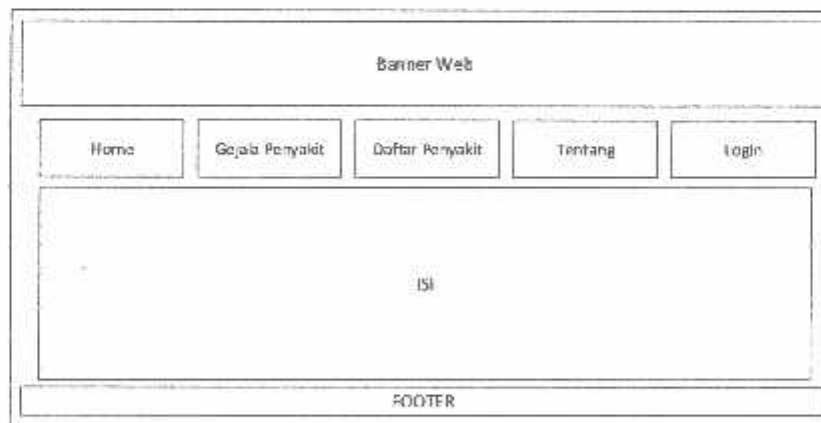 Banner Web
Home
Gejala Penyakit
Daftar Penyakit
Tentang
Login
ISI
FOOTER